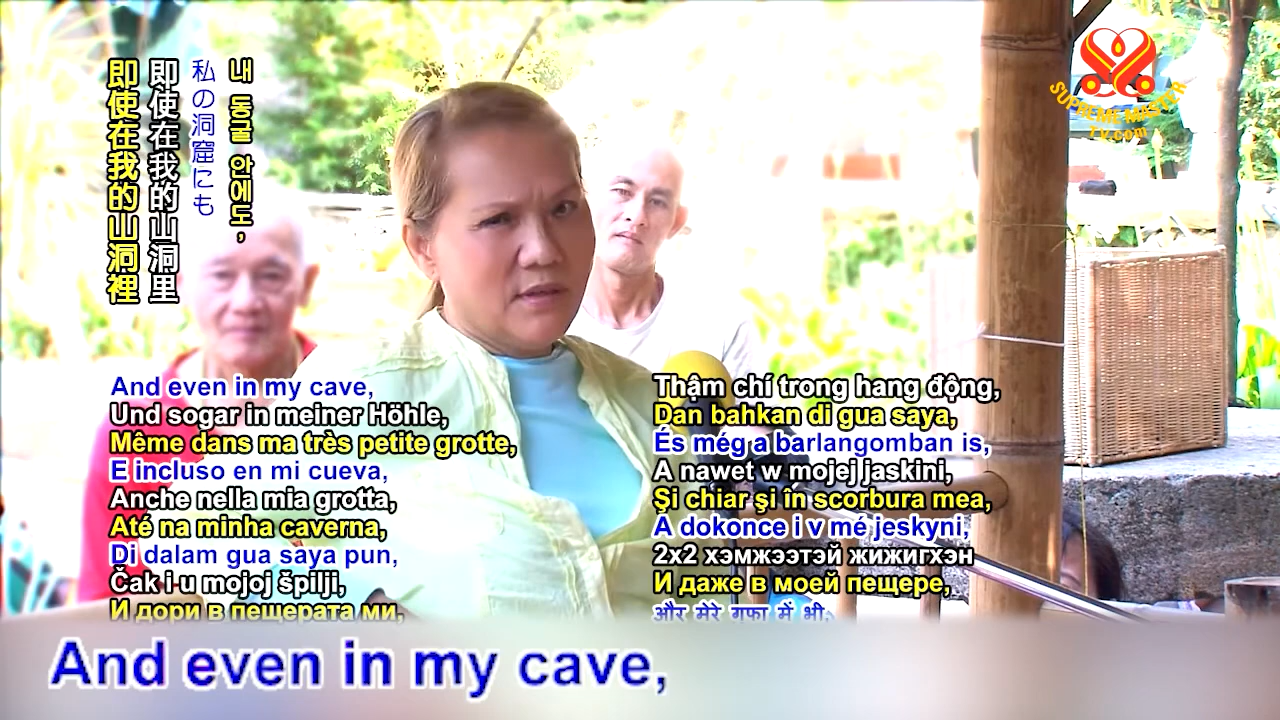 即使在我的山洞裡
即使在我的山洞里
私の洞窟にも
내 동굴 안에도,
SUPREME MASTER
TV.com
And even in my cave,
Und sogar in meiner Höhle,
Même dans ma très petite grotte,
E incluso en mi cueva,
Anche nella mia grotta,
Até na minha caverna,
Di dalam gua saya pun,
Čak i u mojoj špilji,
И дори в пещерата ми,
Thậm chí trong hang động,
Dan bahkan di gua saya,
És még a barlangomban is,
A nawet w mojej jaskini,
Şi chiar şi în scorbura mea,
A dokonce i v mé jeskyni,
2x2 хэмжээтэй жижигхэн
И даже в моей пещере,
और मेरे गुफा में भी,
And even in my cave,